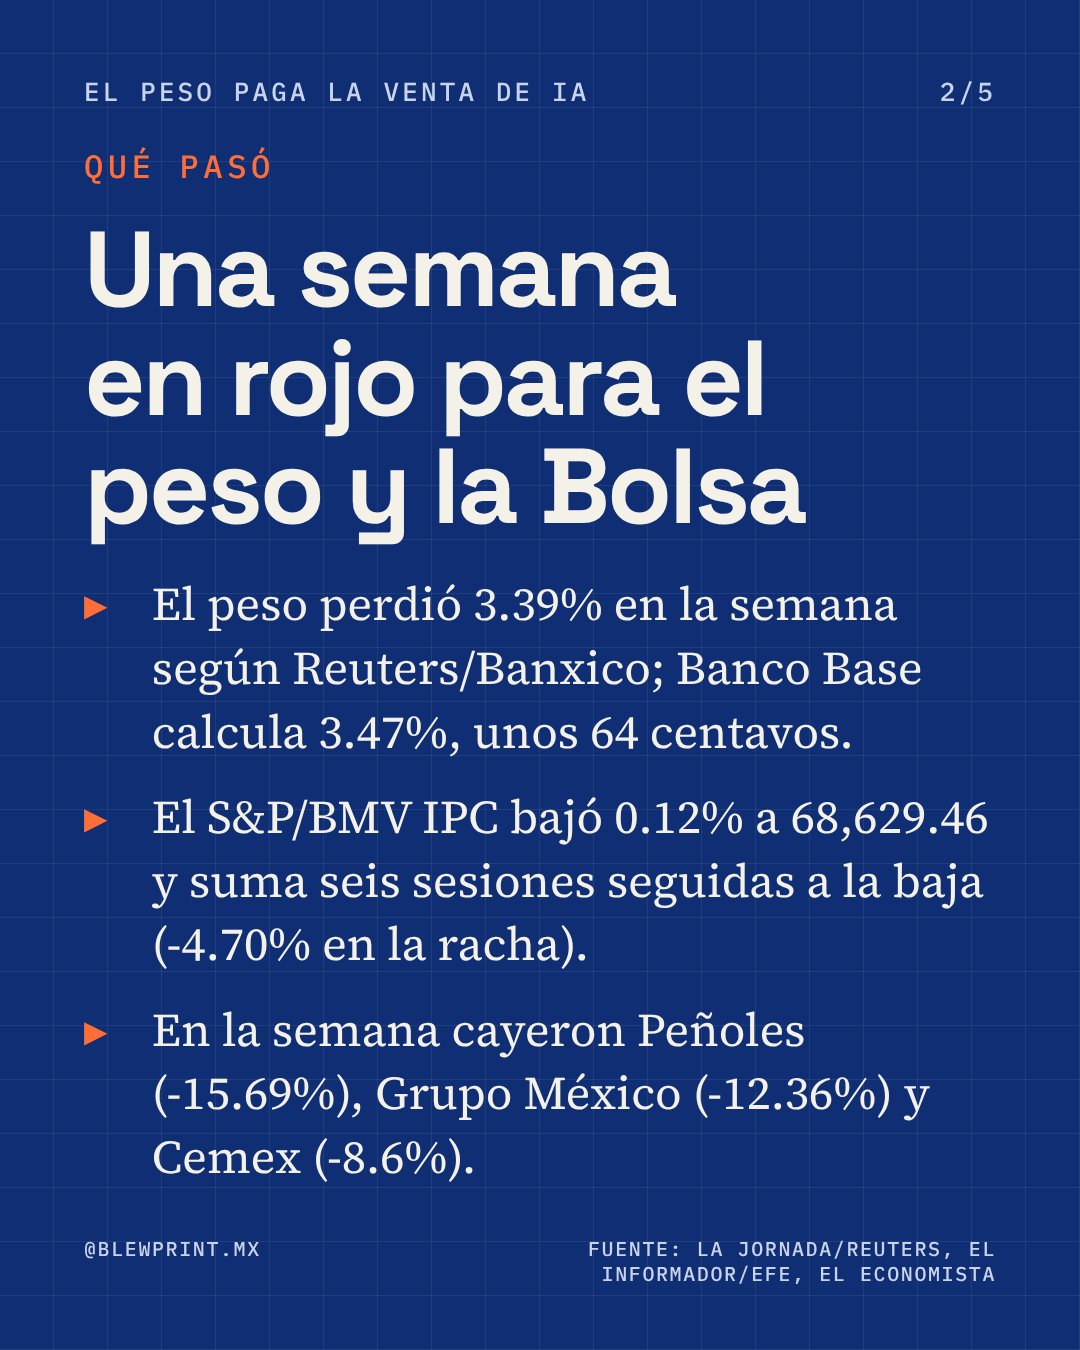 EL PESO PAGA LA VENTA DE IA
2/5
QUÉ PASÓ
Una semana
en rojo para el
peso y la Bolsa
► El peso perdió 3.39% en la semana
según Reuters/Banxico; Banco Base
calcula 3.47%, unos 64 centavos.
► El S&P/BMV IPC bajó 0.12% a 68,629.46
y suma seis sesiones seguidas a la baja
(-4.70% en la racha).
► En la semana cayeron Peñoles
(-15.69%), Grupo México (-12.36%) y
Cemex (-8.6%).
@BLEWPRINT.MX
FUENTE: LA JORNADA/REUTERS, EL
INFORMADOR/EFE, EL ECONOMISTA